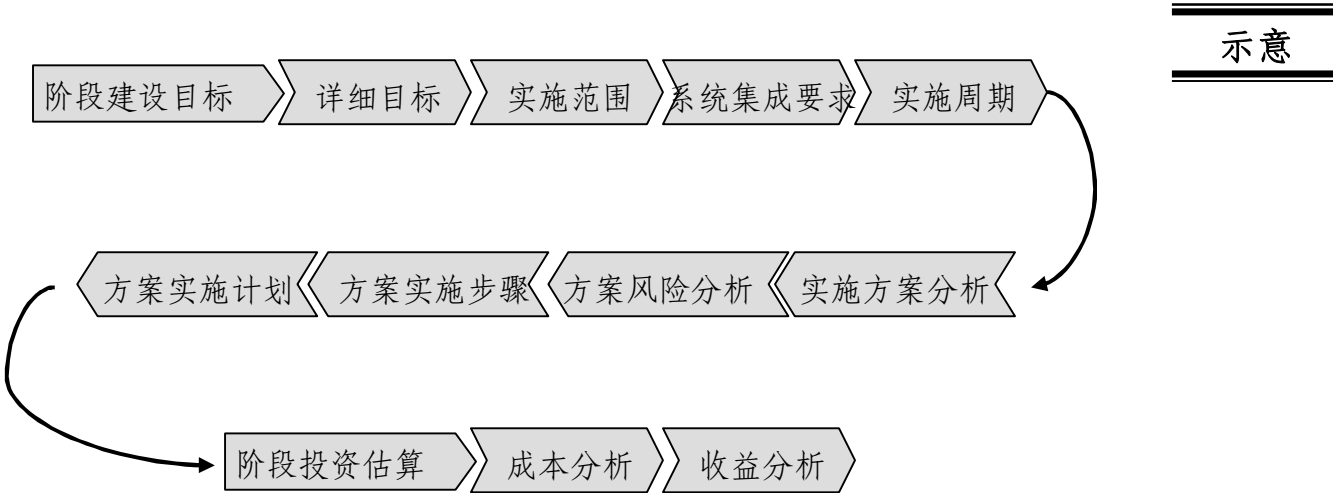 示意
阶段建设目标 详细目标 实施范围 系统集成要求 实施周期
方案实施计划 方案实施步骤 方案风险分析 实施方案分析
阶段投资估算 成本分析 收益分析